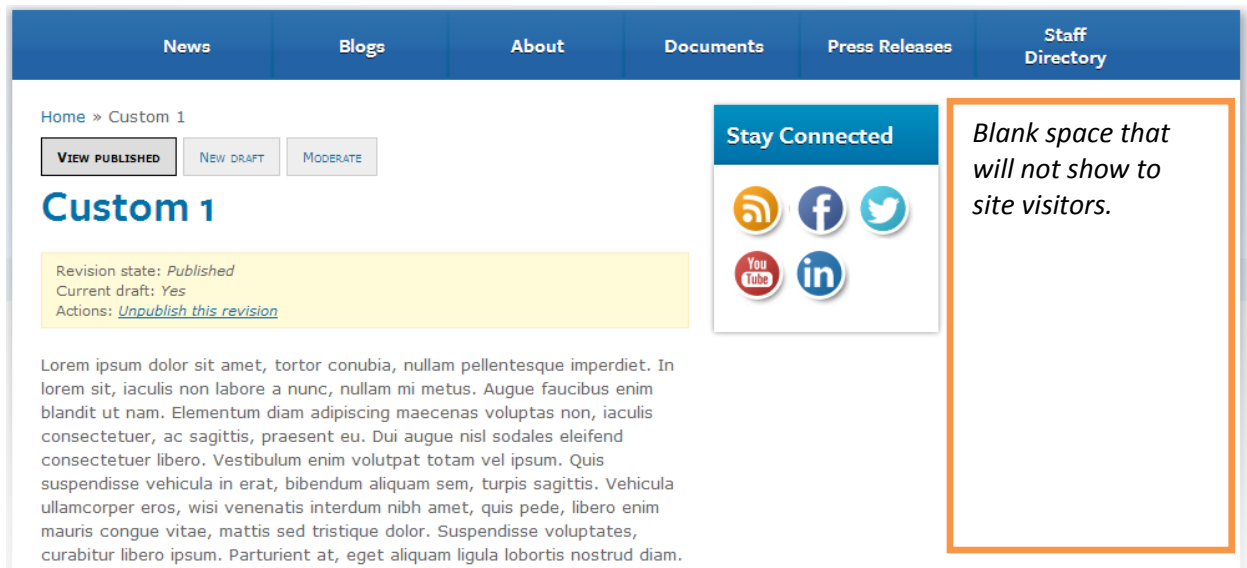 News Blogs About Documents Press Releases Staff Directory
Home » Custom 1
VIEW PUBLISHED NEW DRAFT MODERATE
Custom 1
Revision state: Published
Current draft: Yes
Actions: Unpublish this revision
Lorem ipsum dolor sit amet, tortor conubia, nullam pellentesque imperdiet. In
lorem sit, iaculis non labore a nunc, nullam mi metus. Augue faucibus enim
blandit ut nam. Elementum diam adipiscing maecenas voluptas non, iaculis
consectetuer, ac sagittis, praesent eu. Dui augue nisl sodales eleifend
consectetuer libero. Vestibulum enim volutpat totam vel ipsum. Quis
suspendisse vehicula in erat, bibendum aliquam sem, turpis sagittis. Vehicula
ullamcorper eros, wisi venenatis interdum nibh amet, quis pede, libero enim
mauris congue vitae, mattis sed tristique dolor. Suspendisse voluptates,
curabitur libero ipsum. Parturient at, eget aliquam ligula lobortis nostrud diam.
Stay Connected
You
Tube
in
Blank space that
will not show to
site visitors.